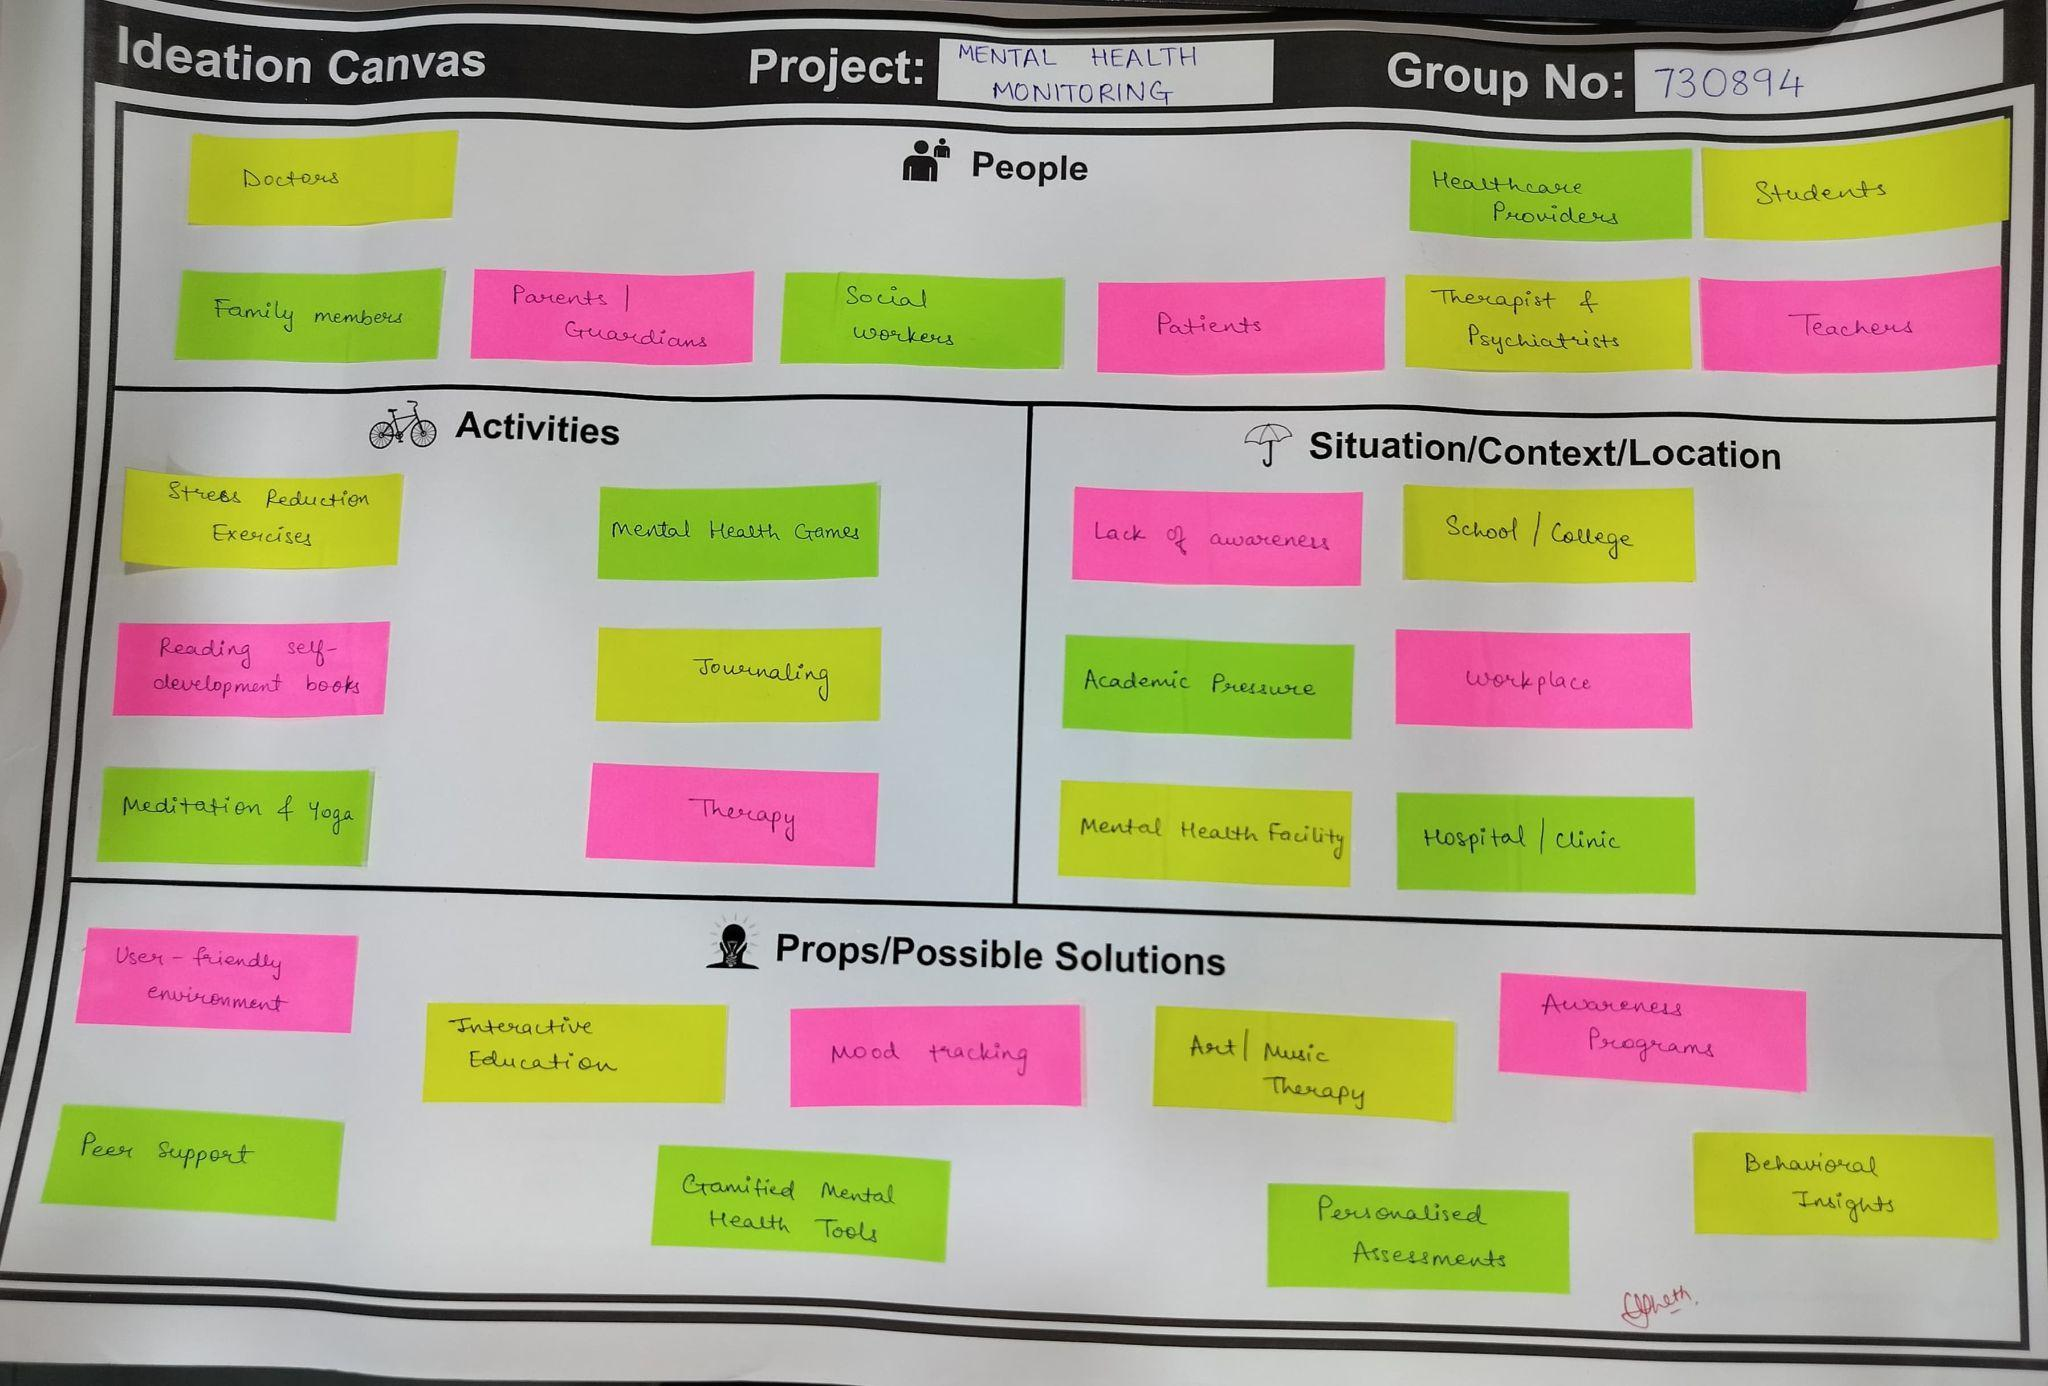 Ideation Canvas
Project:
MENTAL HEALTH
MONITORING
Group No:
730894
People
Doctors
Healthcare
Providers
Students
Family members
Parents /
Guardians
Social
workers
Patients
Therapist &
Psychiatrists
Teachers
Activities
Stress Reduction
Exercises
Mental Health Games
Reading self-
development books
Journaling
Meditation & Yoga
Therapy
Situation/Context/Location
Lack of awareness
School / College
Academic Pressure
Workplace
Mental Health Facility
Hospital / Clinic
Props/Possible Solutions
User-friendly
environment
Interactive
Education
Mood tracking
Art / Music
Therapy
Awareness
Programs
Peer Support
Gamified Mental
Health Tools
Personalised
Assessments
Behavioral
Insights